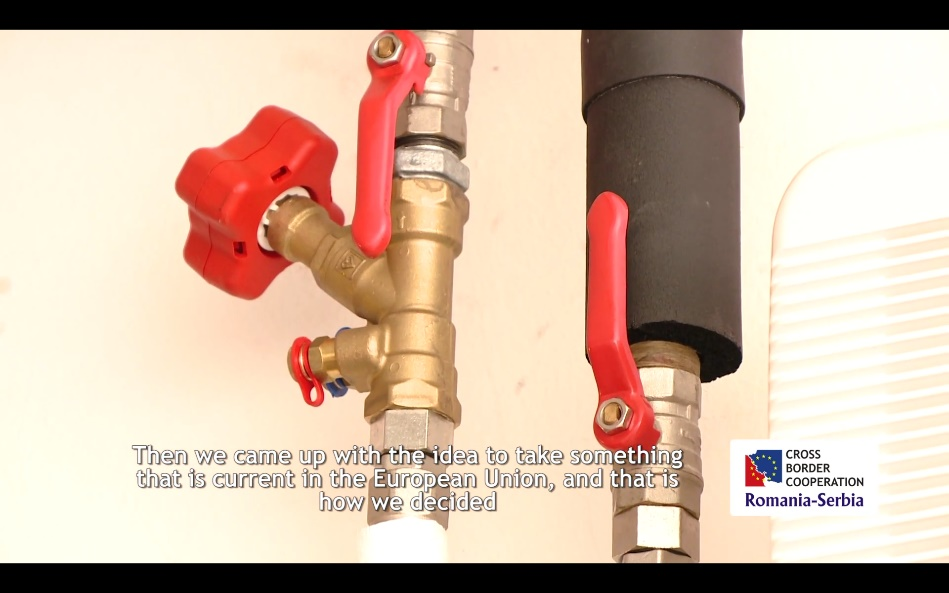 Then we came up with the idea to take something
that is current in the European Union, and that is
how we decided
CROSS
BORDER
COOPERATION
Romania-Serbia